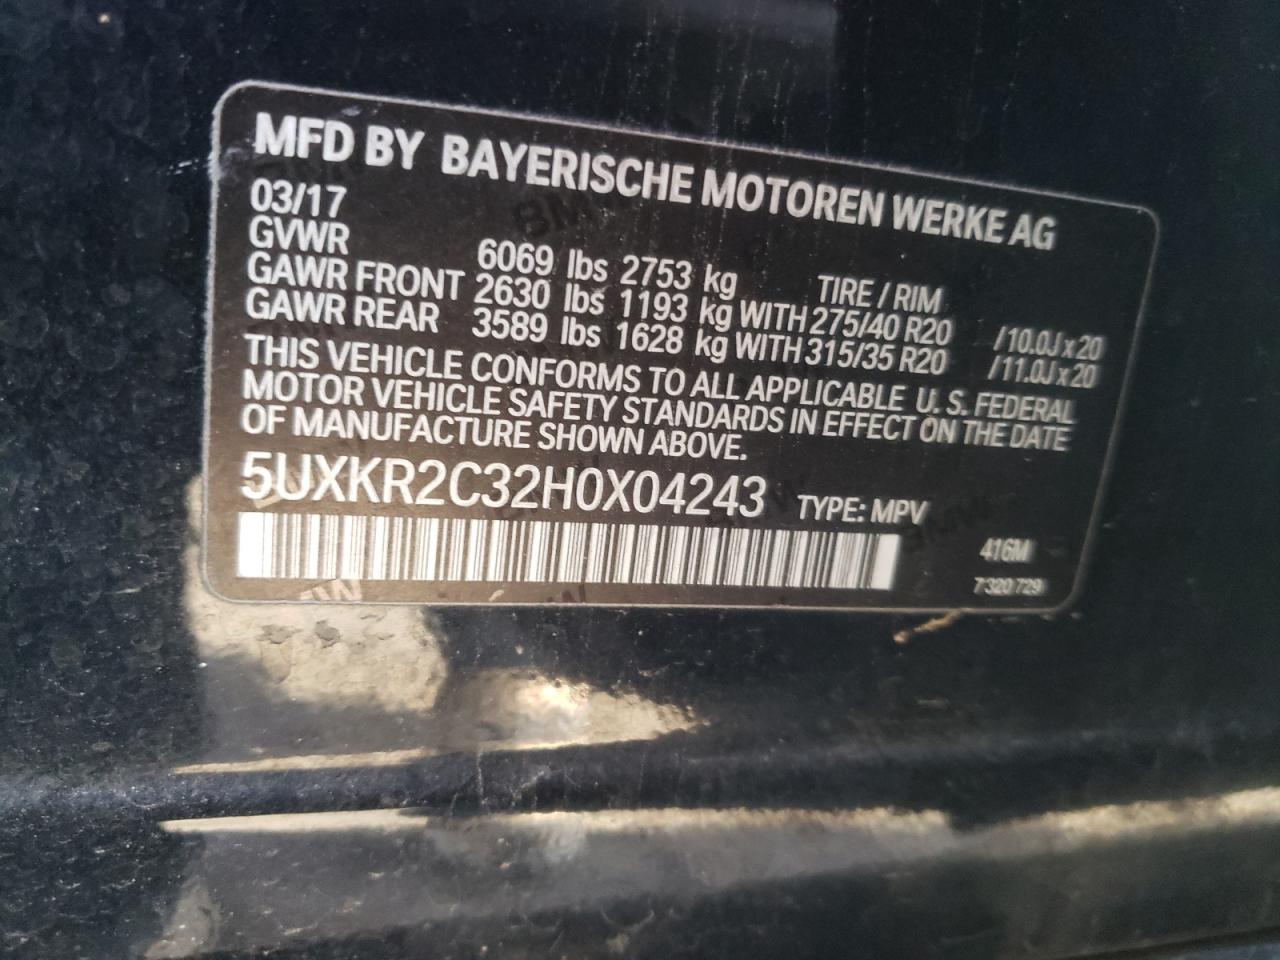 MFD BY BAYERISCHE MOTOREN WERKE AG
03/17
GVWR 6069 lbs 2753 kg TIRE / RIM
GAWR FRONT 2630 lbs 1193 kg WITH 275/40 R20 /10.0J x 20
GAWR REAR 3589 lbs 1628 kg WITH 315/35 R20 /11.0J x 20
THIS VEHICLE CONFORMS TO ALL APPLICABLE U.S. FEDERAL
MOTOR VEHICLE SAFETY STANDARDS IN EFFECT ON THE DATE
OF MANUFACTURE SHOWN ABOVE.
5UXKR2C32H0X04243 TYPE: MPV
416M
7 320 729